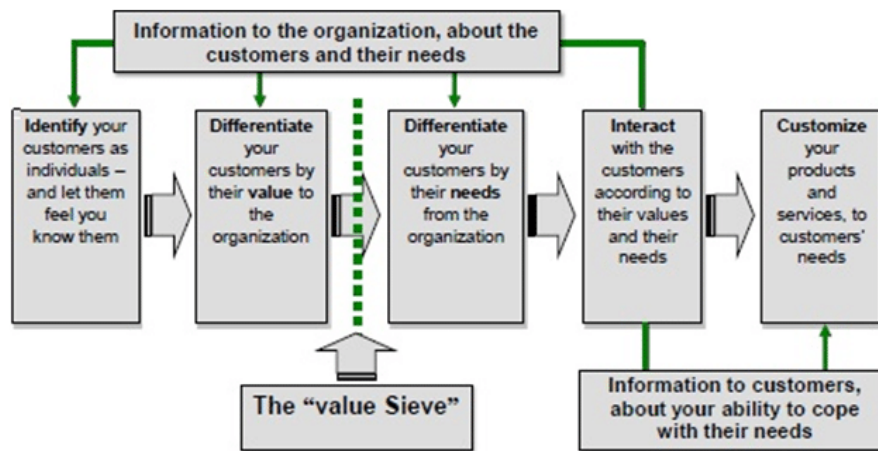 Information to the organization, about the
customers and their needs
Identify your
customers as
individuals –
and let them
feel you
know them
Differentiate
your
customers by
their value to
the
organization
Differentiate
your
customers by
their needs
from the
organization
Interact
with the
customers
according to
their values
and their
needs
Customize
your
products
and
services, to
customers'
needs
The “value Sieve”
Information to customers,
about your ability to cope
with their needs